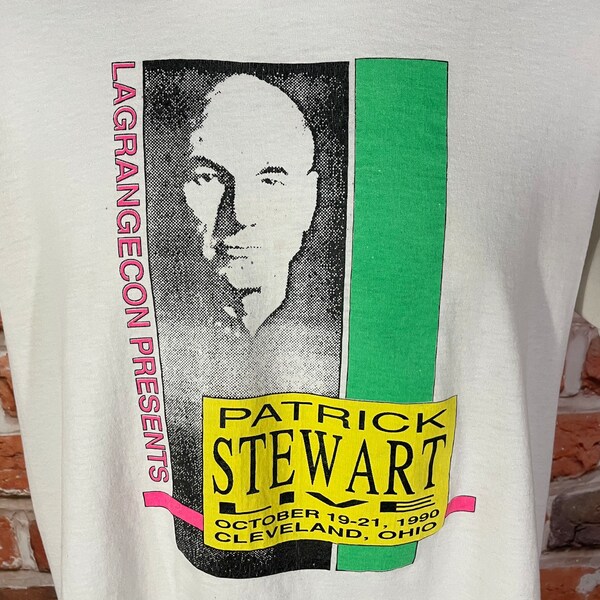 LAGRANGECON PRESENTS
PATRICK
STEWART
LIVE
OCTOBER 19-21, 1990
CLEVELAND, OHIO